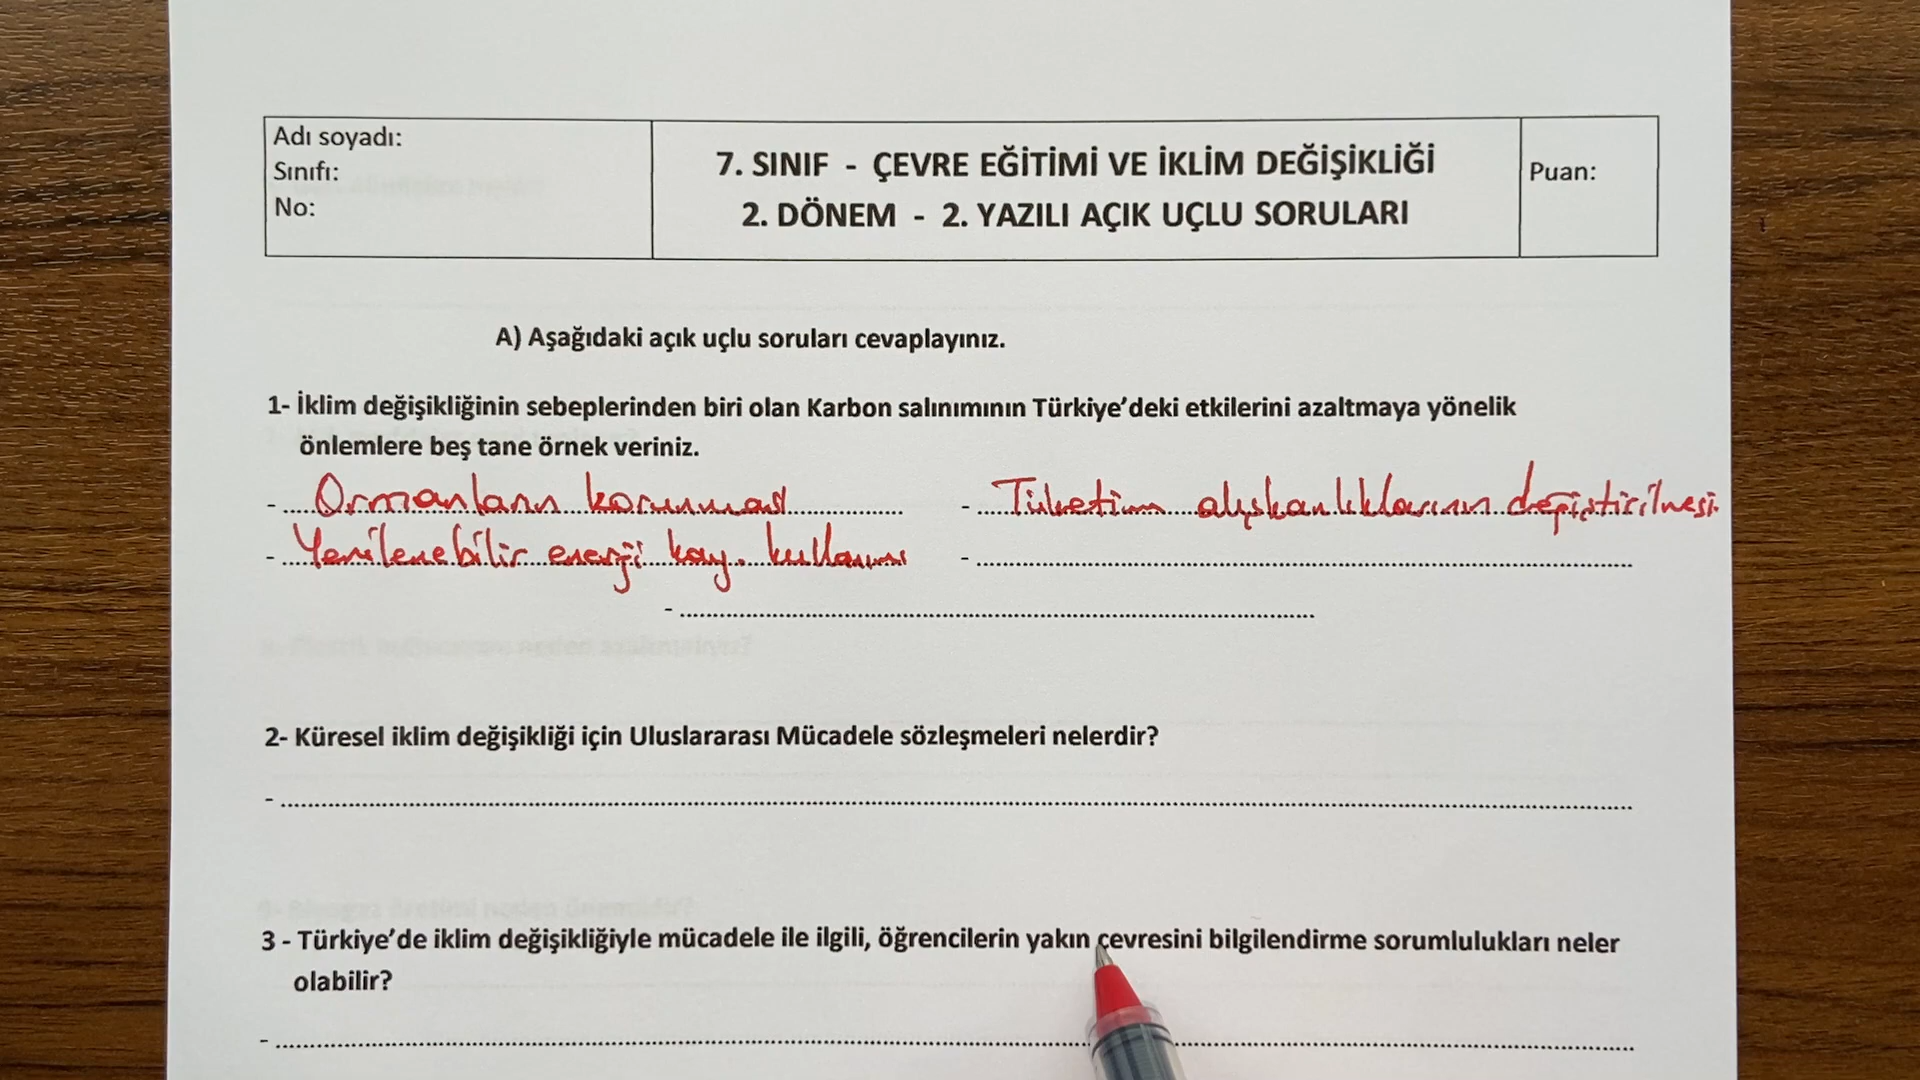 Adı soyadı:
Sınıfı:
No:
7. SINIF - ÇEVRE EĞİTİMİ VE İKLİM DEĞİŞİKLİĞİ
2. DÖNEM - 2. YAZILI AÇIK UÇLU SORULARI
Puan:
A) Aşağıdaki açık uçlu soruları cevaplayınız.
1- İklim değişikliğinin sebeplerinden biri olan Karbon salınımının Türkiye'deki etkilerini azaltmaya yönelik
önlemlere beş tane örnek veriniz.
- Ormanların korunması
- Tüketim alışkanlıklarının değiştirilmesi.
- Yenilenebilir enerji kay. kullanımı
-
-
2- Küresel iklim değişikliği için Uluslararası Mücadele sözleşmeleri nelerdir?
-
3 - Türkiye'de iklim değişikliğiyle mücadele ile ilgili, öğrencilerin yakın çevresini bilgilendirme sorumlulukları neler
olabilir?
-